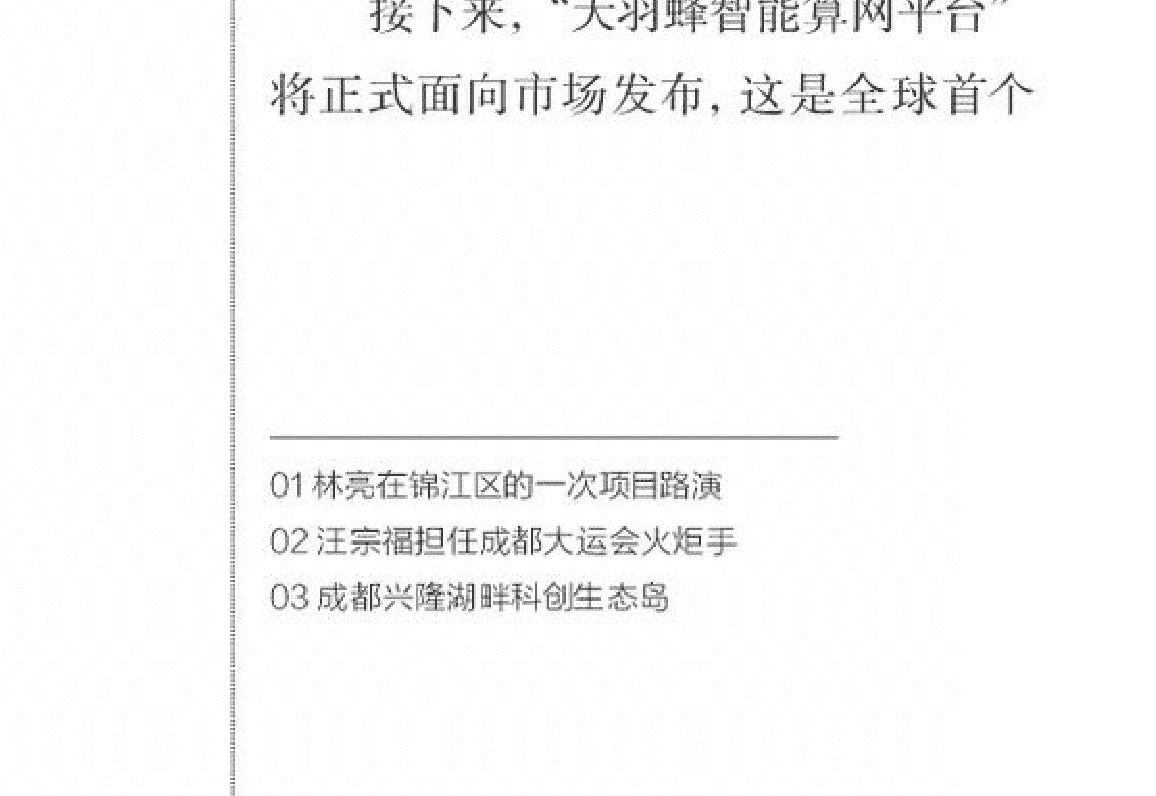 接下来，“天羽蜂智能算网平台”
将正式面向市场发布，这是全球首个
01 林亮在锦江区的一次项目路演
02 汪宗福担任成都大运会火炬手
03 成都兴隆湖畔科创生态岛